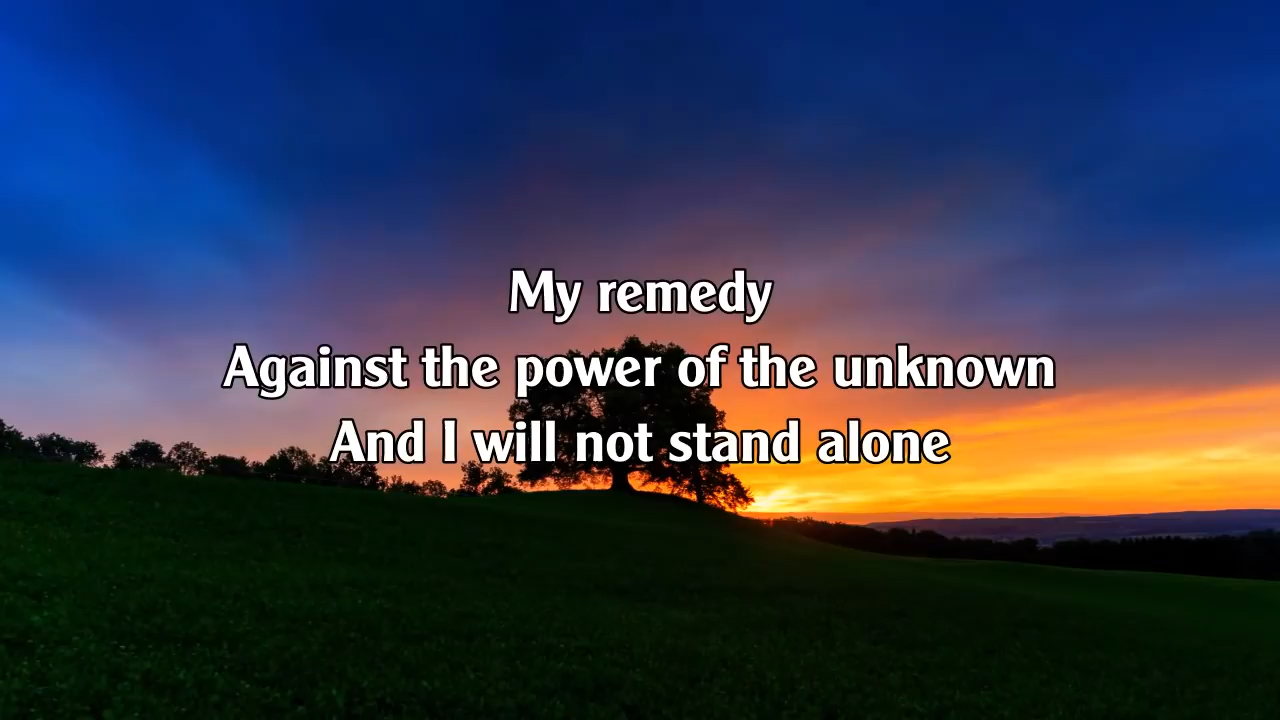 My remedy
Against the power of the unknown
And I will not stand alone